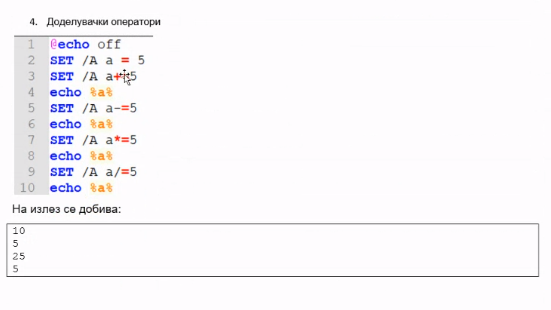 4. Доделувачки оператори
1 @echo off
2 SET /A a = 5
3 SET /A a+=5
4 echo %a%
5 SET /A a-=5
6 echo %a%
7 SET /A a*=5
8 echo %a%
9 SET /A a/=5
10 echo %a%
На излез се добива:
10
5
25
5